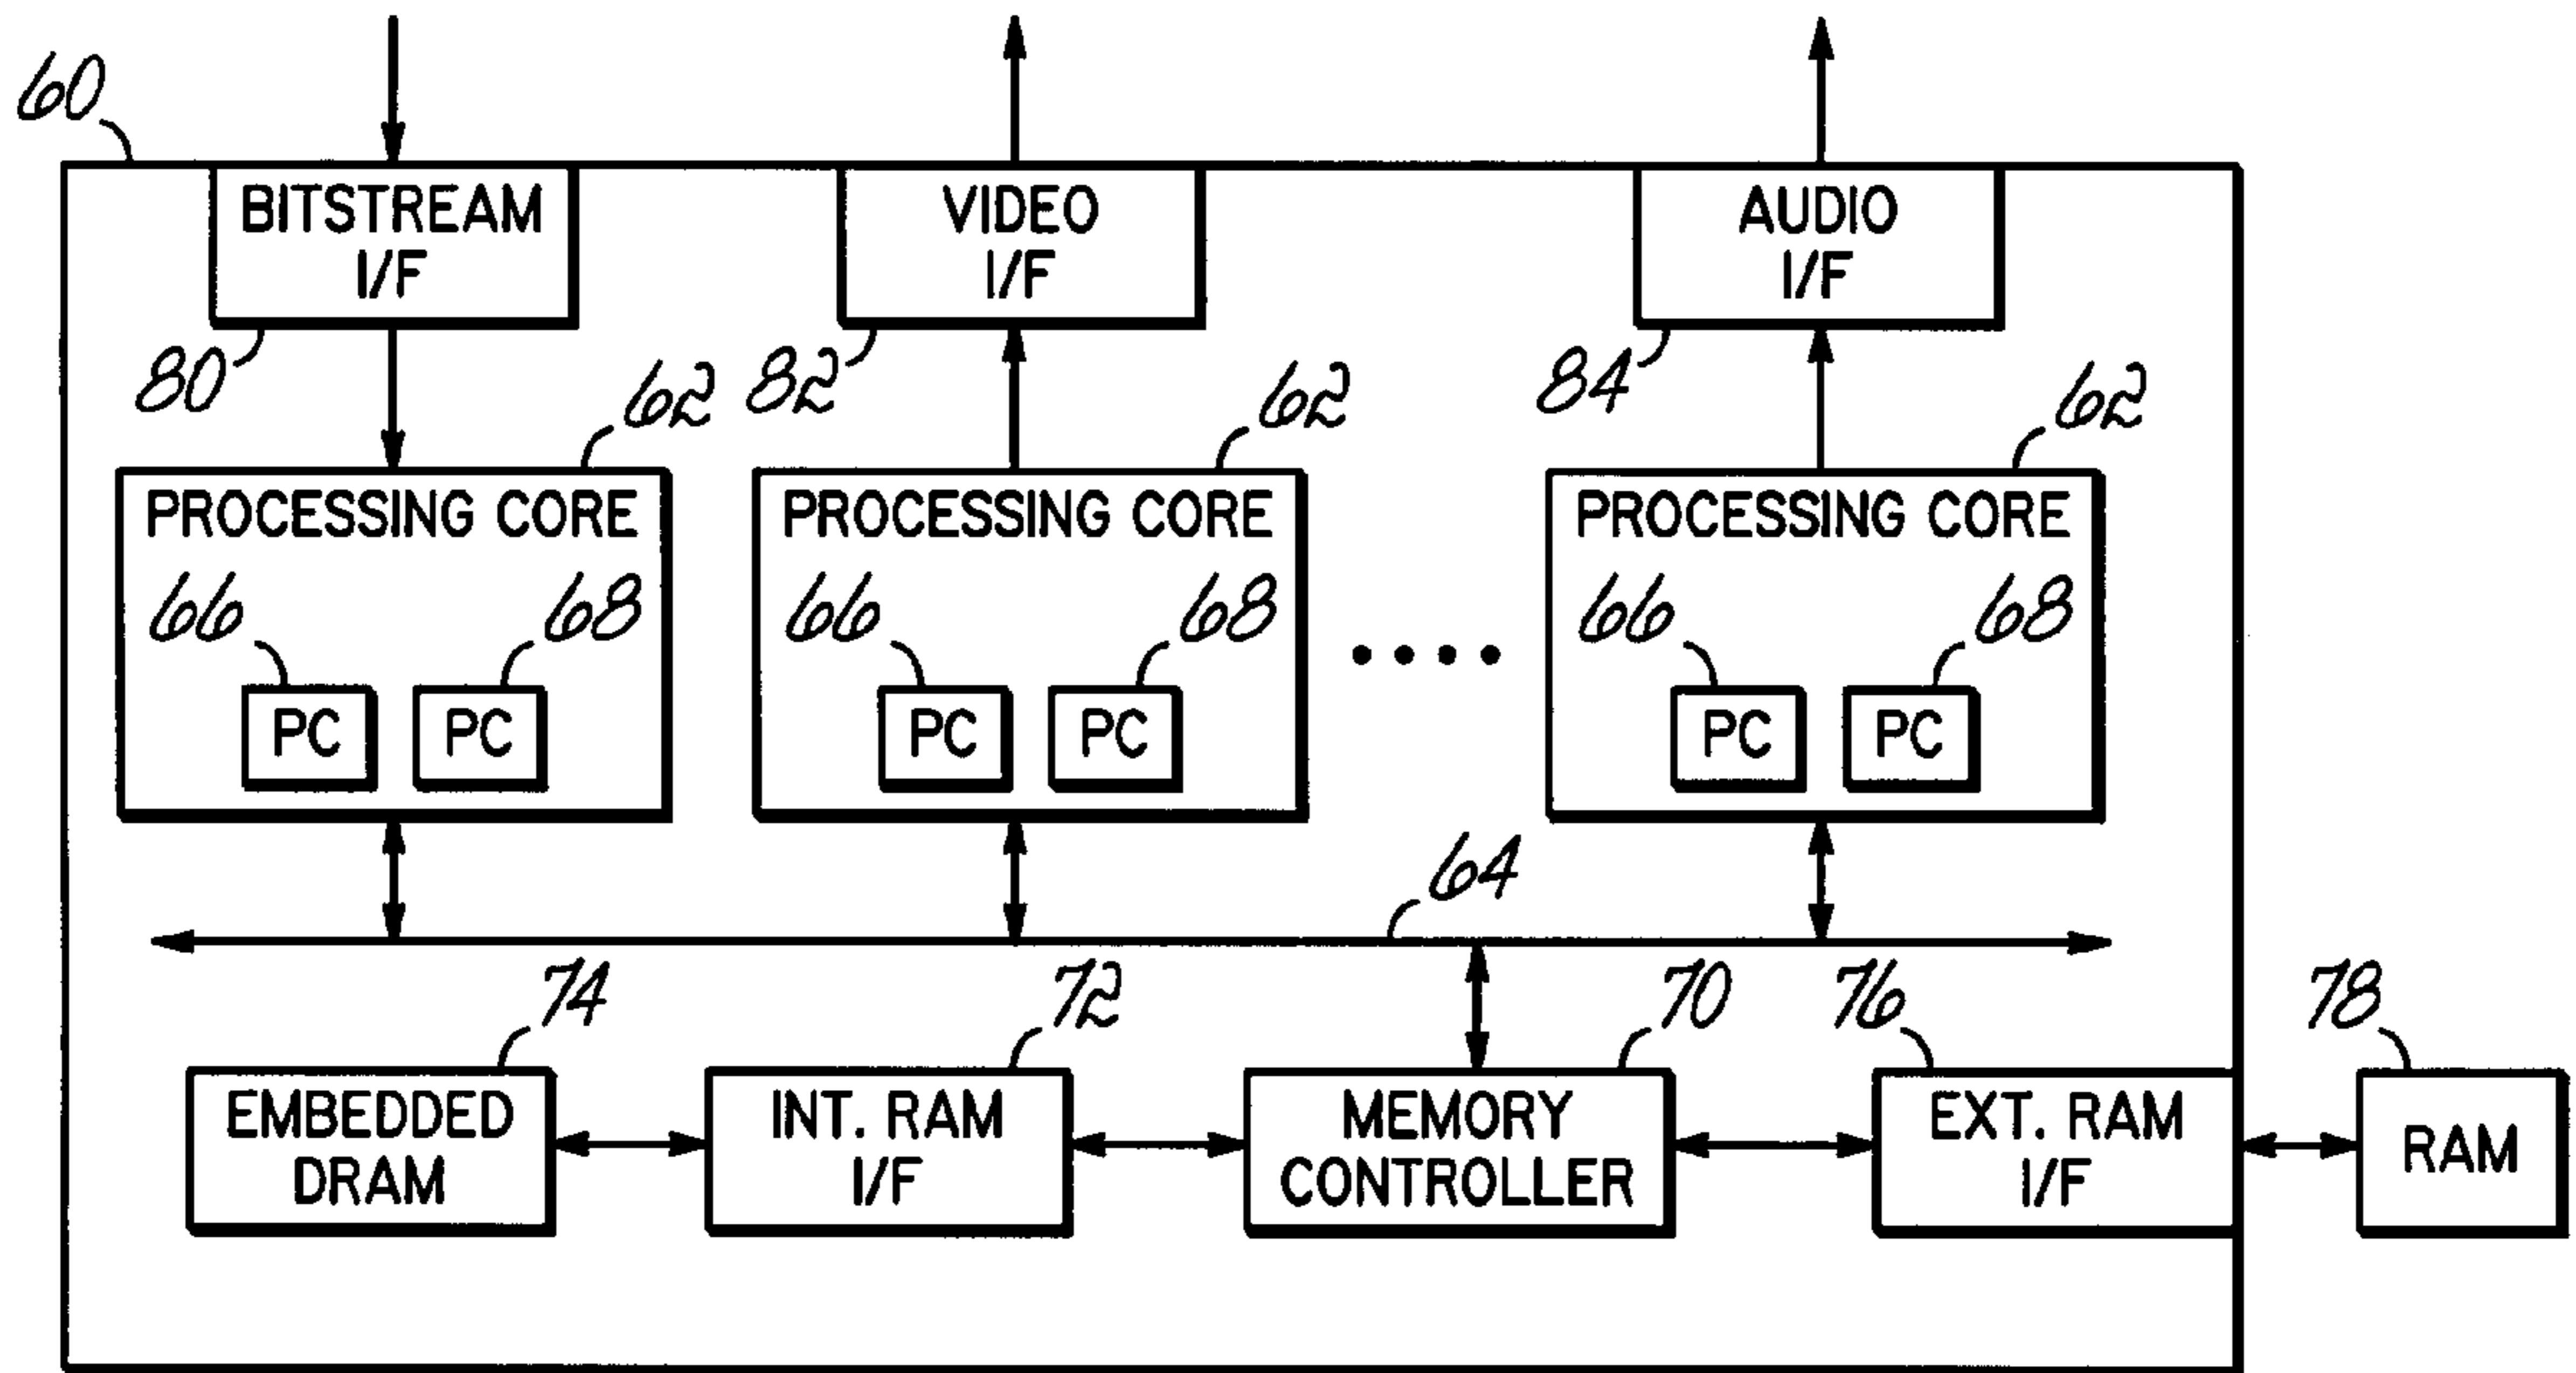 60
BITSTREAM
I/F
VIDEO
I/F
AUDIO
I/F
80
62
82
62
84
62
PROCESSING CORE
PROCESSING CORE
PROCESSING CORE
66
68
66
68
66
68
PC
PC
PC
PC
PC
PC
64
74
72
70
76
78
EMBEDDED
DRAM
INT. RAM
I/F
MEMORY
CONTROLLER
EXT. RAM
I/F
RAM